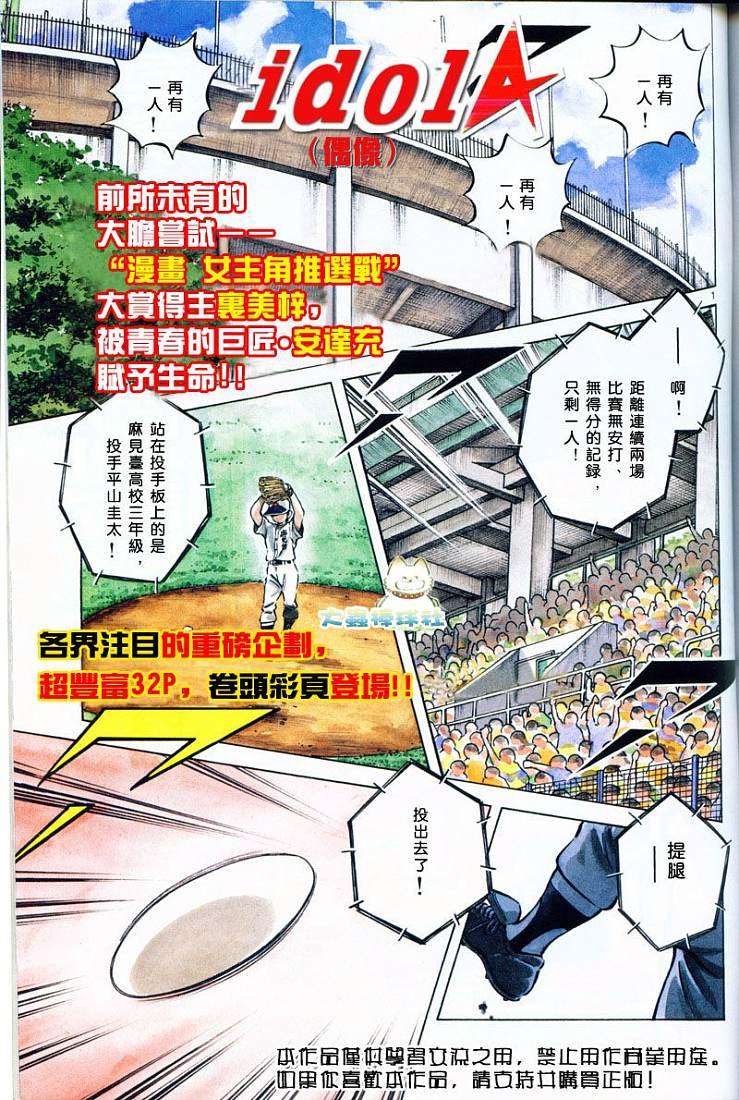 再有
一人！
再有
一人！
再有
一人！
idol A
（偶像）
前所未有的
大膽嘗試——
“漫畫 女主角推選戰”
大賞得主裏美梓，
被青春的巨匠·安達充
賦予生命！！
——啊！
距離連續兩場
比賽無安打、
無得分的記錄，
只剩一人！
站在投手板上的是
麻見臺高校三年級，
投手平山圭太！
大蟲棒球社
各界注目的重磅企劃，
超豐富32P，卷頭彩頁登場！！
提腿——
投出去了！
本作品僅供學習交流之用，禁止用作商業用途。
如果你喜歡本作品，請支持并購買正版！